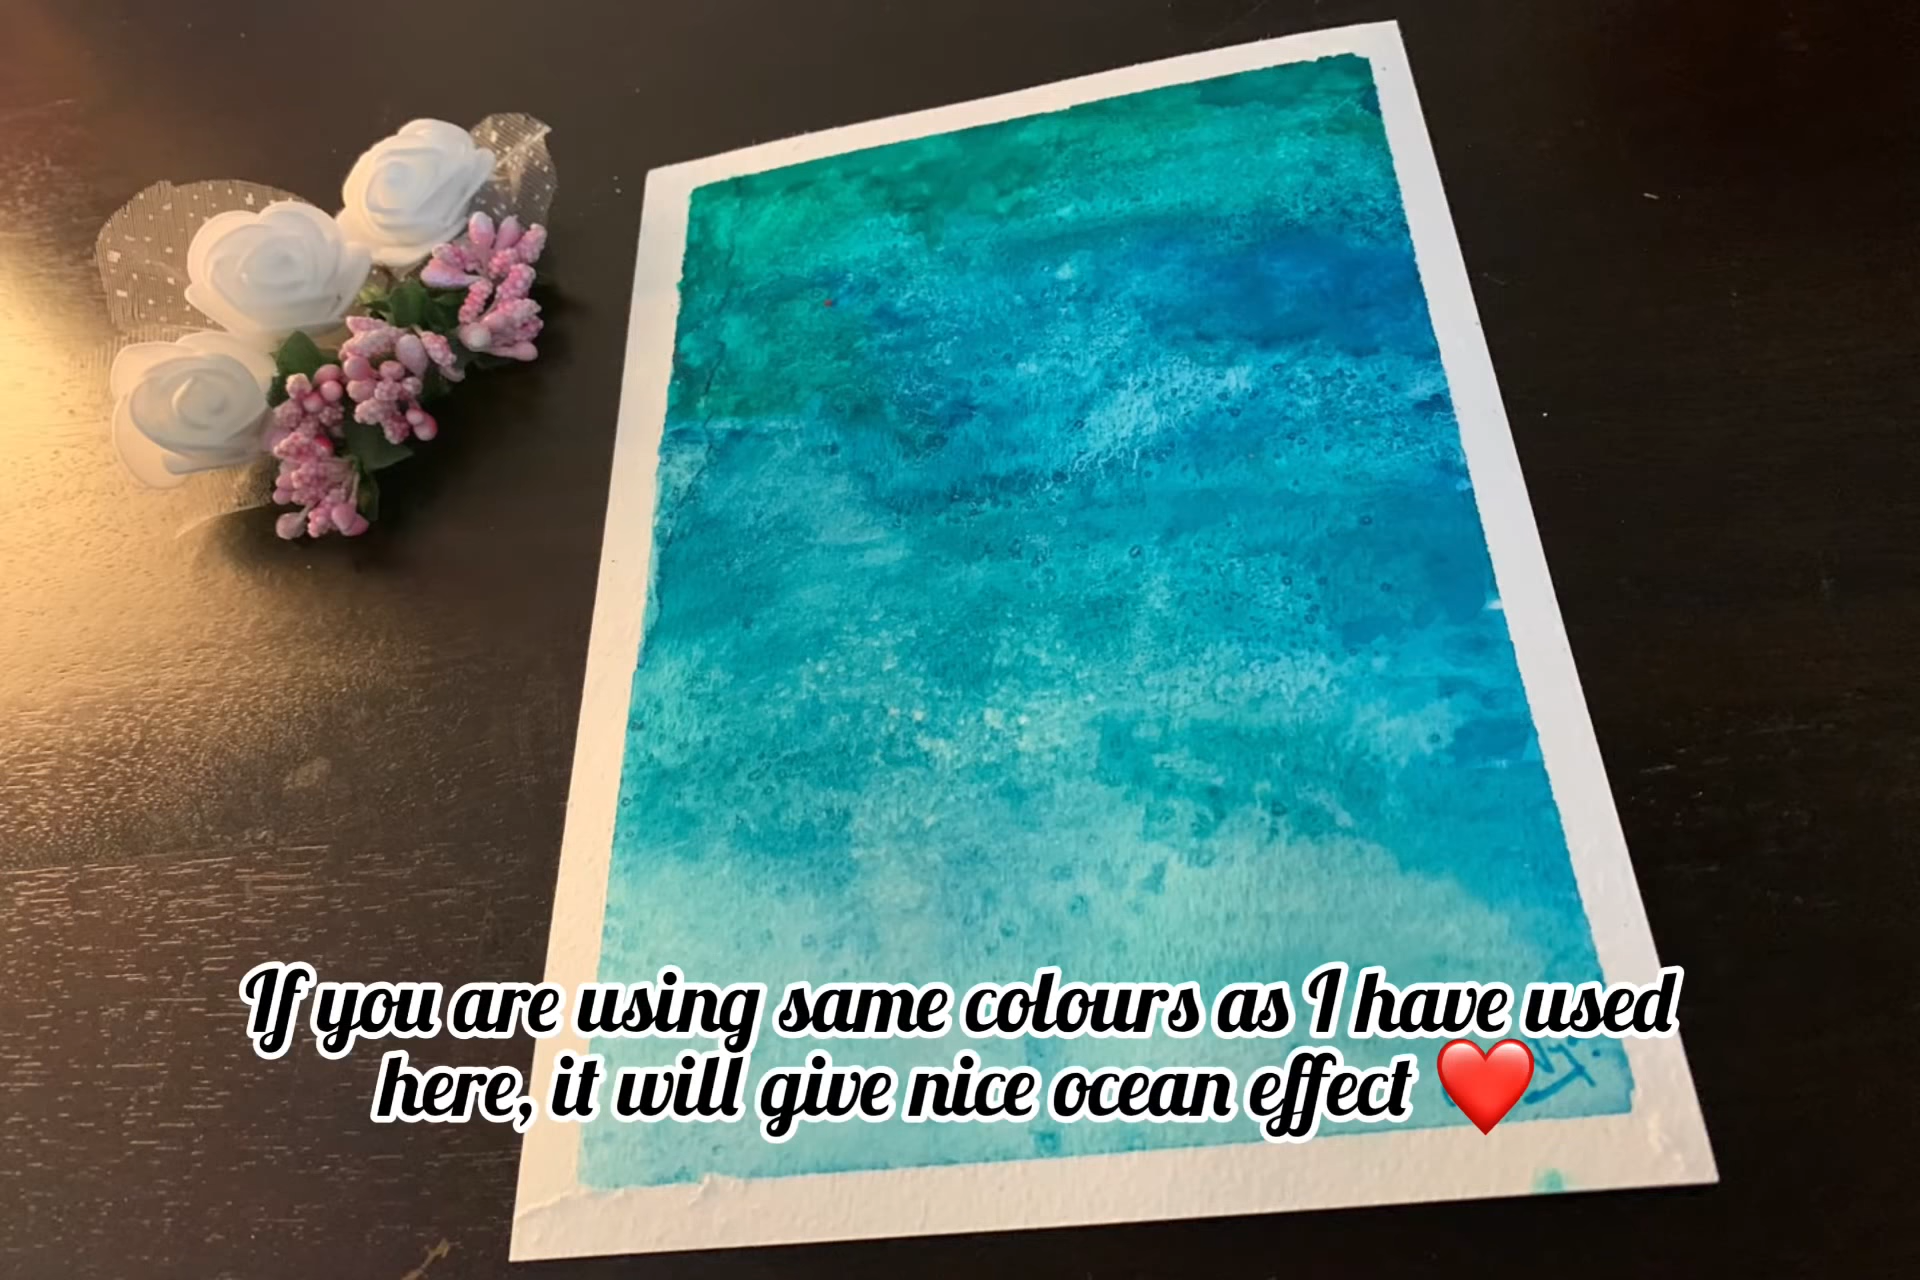 If you are using same colours as I have used
here, it will give nice ocean effect ❤️